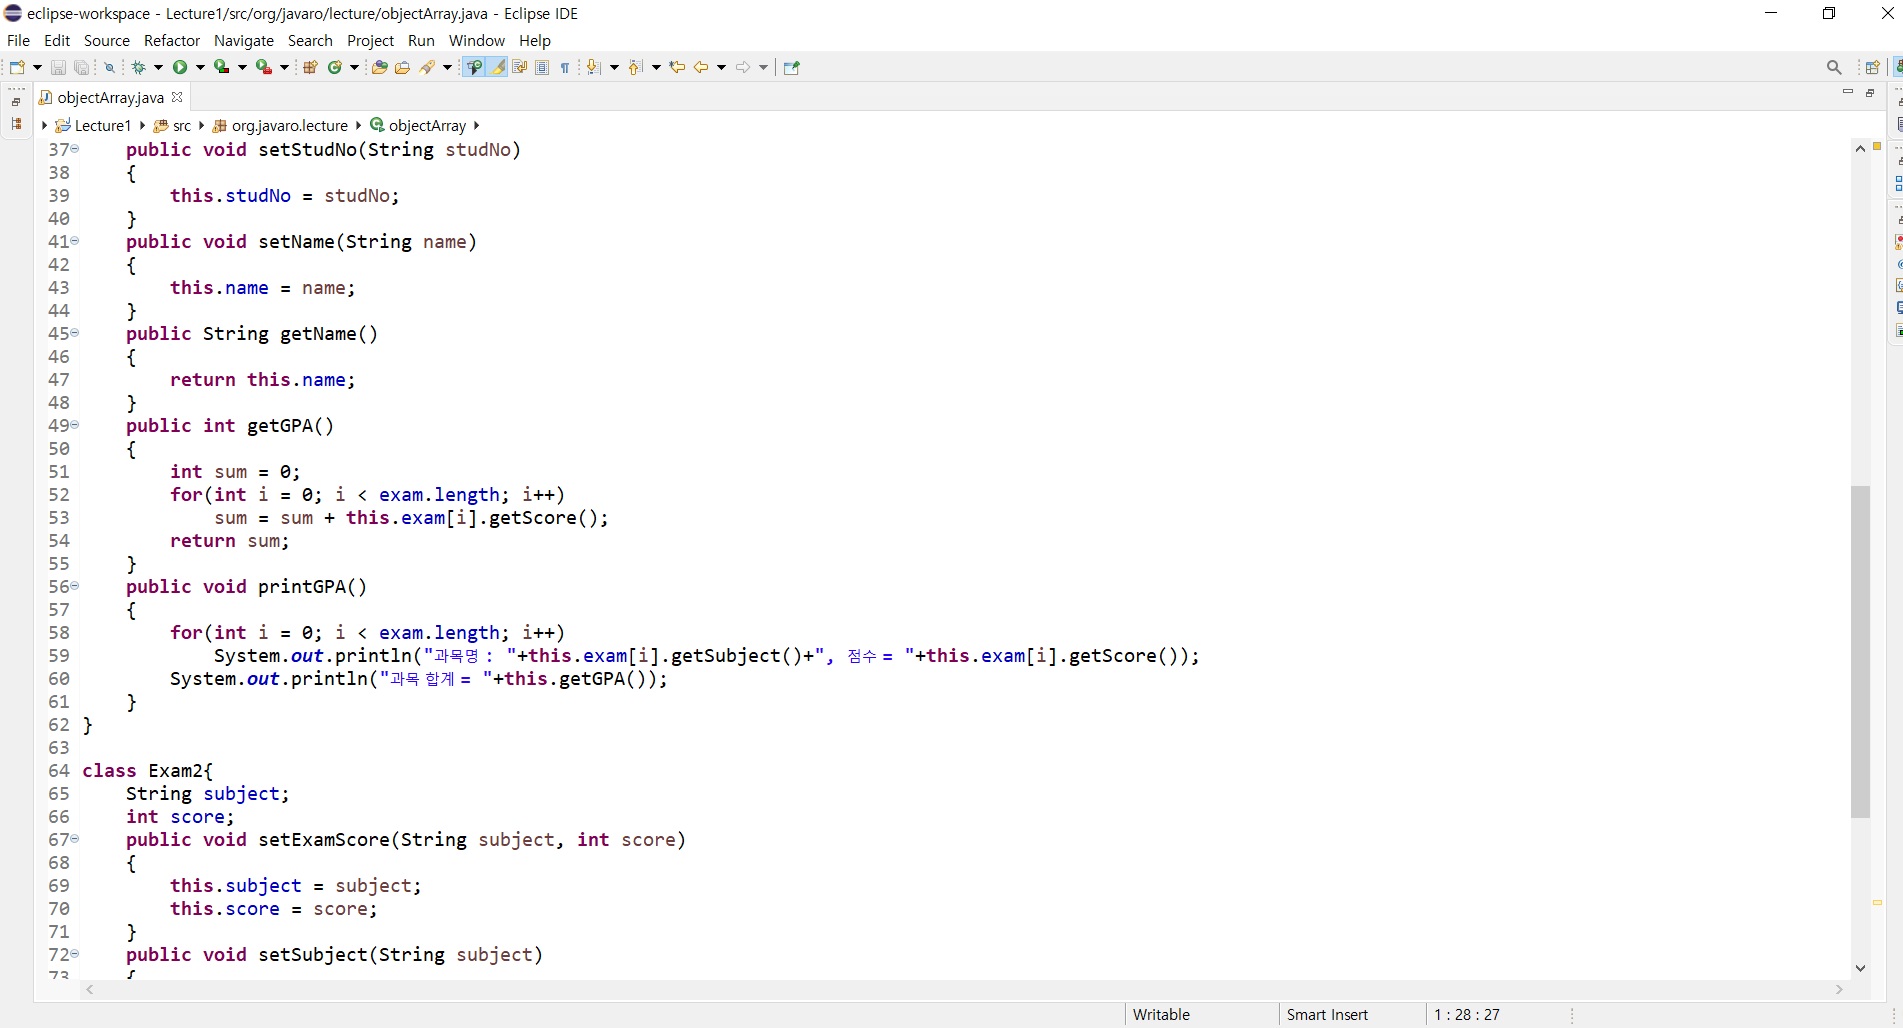 eclipse-workspace - Lecture1/src/org/javaro/lecture/objectArray.java - Eclipse IDE
File Edit Source Refactor Navigate Search Project Run Window Help
objectArray.java
Lecture1 src org.javaro.lecture objectArray
37 public void setStudNo(String studNo)
38 {
39 this.studNo = studNo;
40 }
41 public void setName(String name)
42 {
43 this.name = name;
44 }
45 public String getName()
46 {
47 return this.name;
48 }
49 public int getGPA()
50 {
51 int sum = 0;
52 for(int i = 0; i < exam.length; i++)
53 sum = sum + this.exam[i].getScore();
54 return sum;
55 }
56 public void printGPA()
57 {
58 for(int i = 0; i < exam.length; i++)
59 System.out.println("과목명 : "+this.exam[i].getSubject()+", 점수 = "+this.exam[i].getScore());
60 System.out.println("과목 합계 = "+this.getGPA());
61 }
62 }
63
64 class Exam2{
65 String subject;
66 int score;
67 public void setExamScore(String subject, int score)
68 {
69 this.subject = subject;
70 this.score = score;
71 }
72 public void setSubject(String subject)
73 {
Writable Smart Insert 1 : 28 : 27